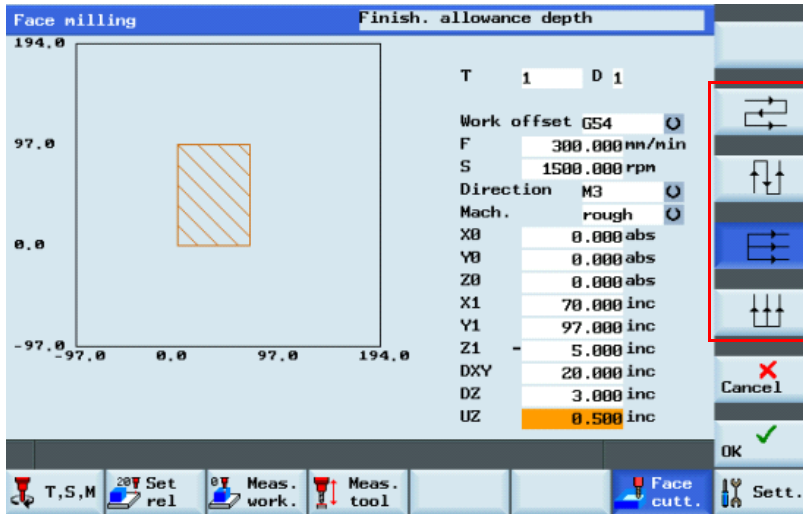 Face milling Finish. allowance depth
194.0
T 1 D 1
Work offset G54
97.0
F 300.000 mm/min
S 1500.000 rpm
Direction M3
Mach. rough
X0 0.000 abs
0.0
Y0 0.000 abs
Z0 0.000 abs
X1 70.000 inc
Y1 97.000 inc
-97.0
Z1 - 5.000 inc
-97.0 0.0 97.0 194.0
DXY 20.000 inc
DZ 3.000 inc
UZ 0.500 inc
Cancel
OK
T,S,M
Set
rel
Meas.
work.
Meas.
tool
Face
cutt.
Sett.